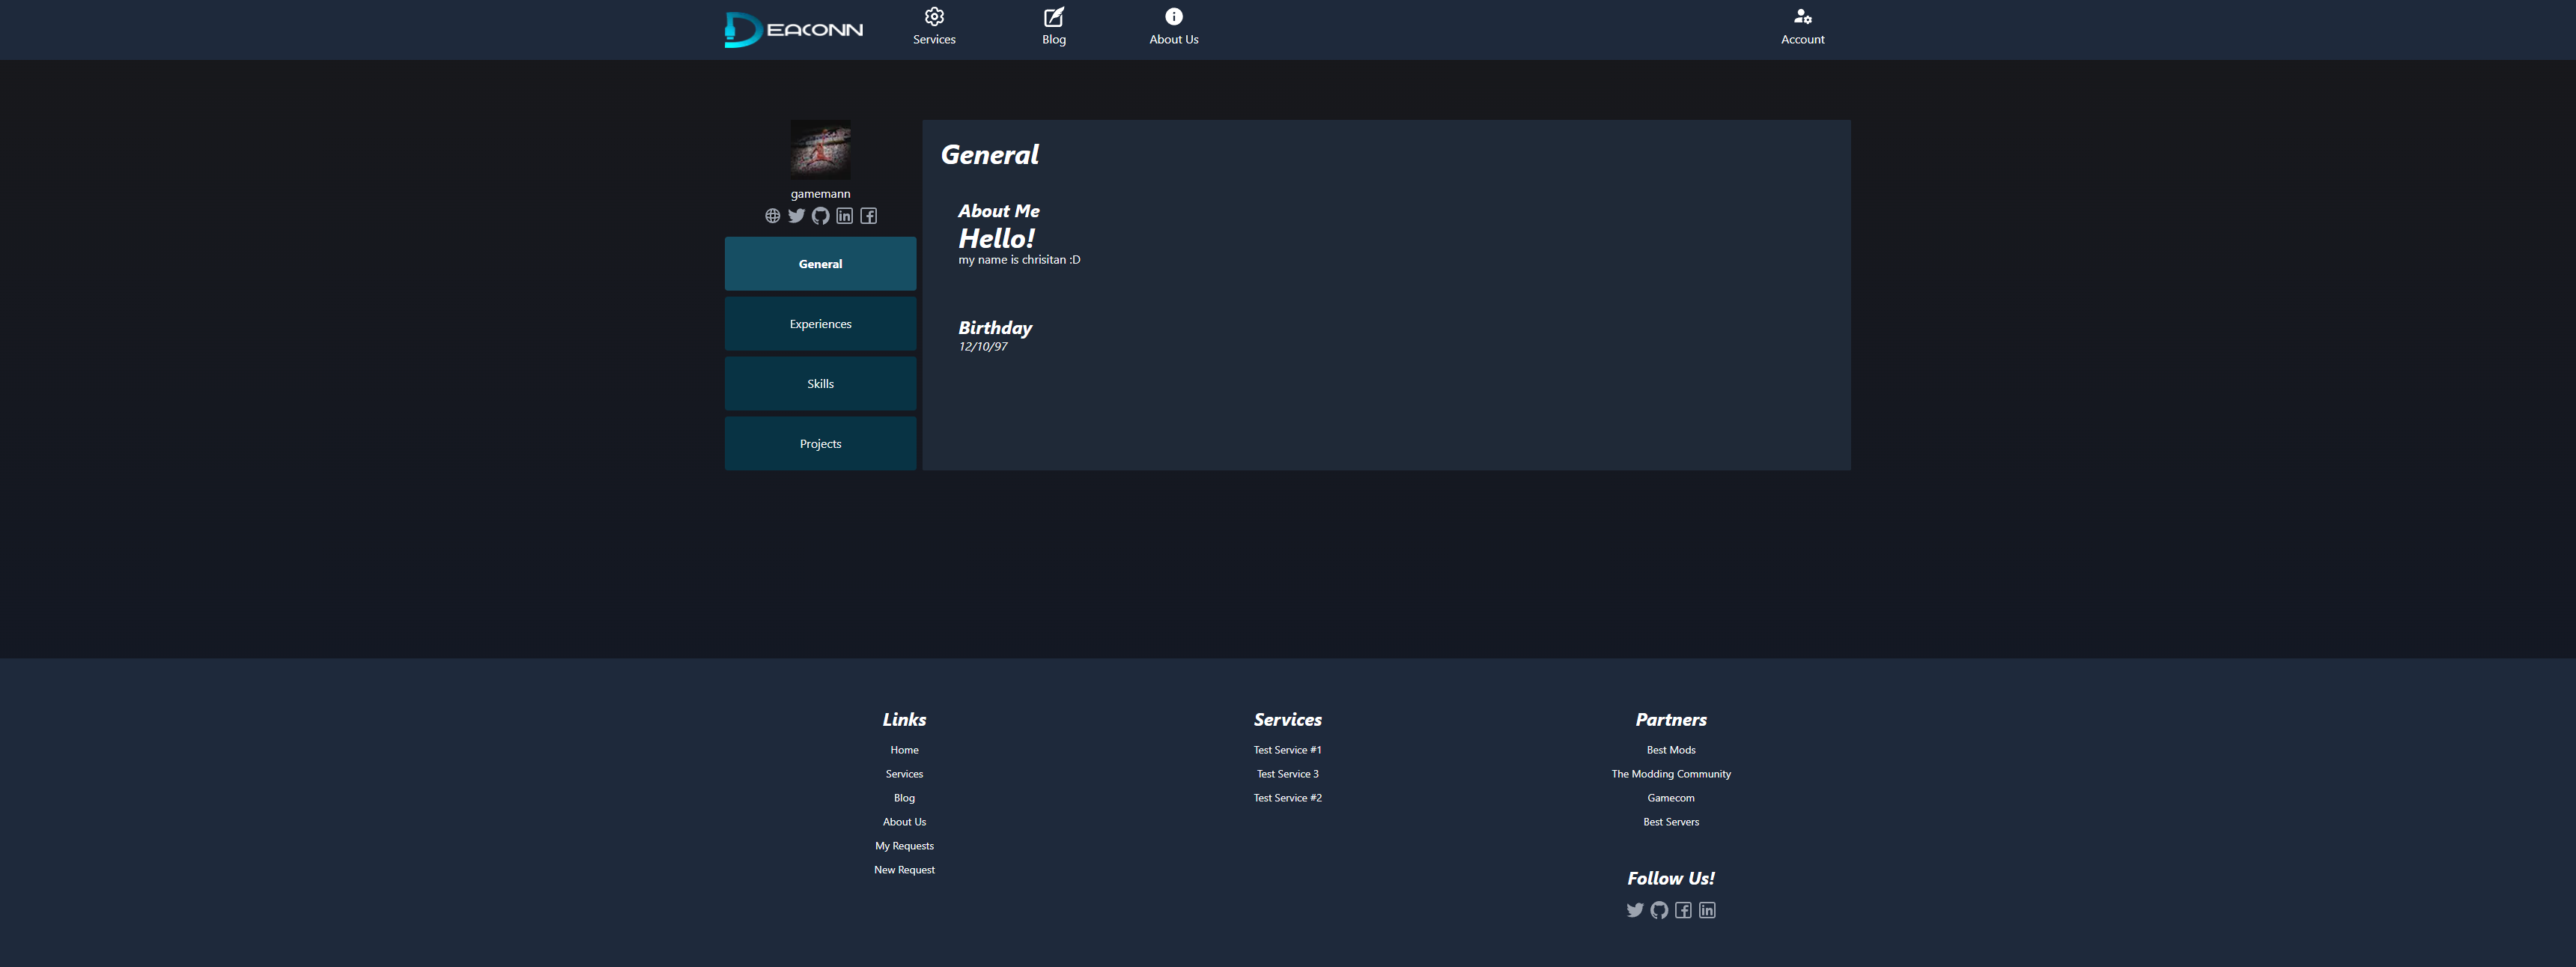 DEACONN
Services
Blog
About Us
Account
gamemann
General
Experiences
Skills
Projects
General
About Me
Hello!
my name is chrisitan :D
Birthday
12/10/97
Links
Home
Services
Blog
About Us
My Requests
New Request
Services
Test Service #1
Test Service 3
Test Service #2
Partners
Best Mods
The Modding Community
Gamecom
Best Servers
Follow Us!